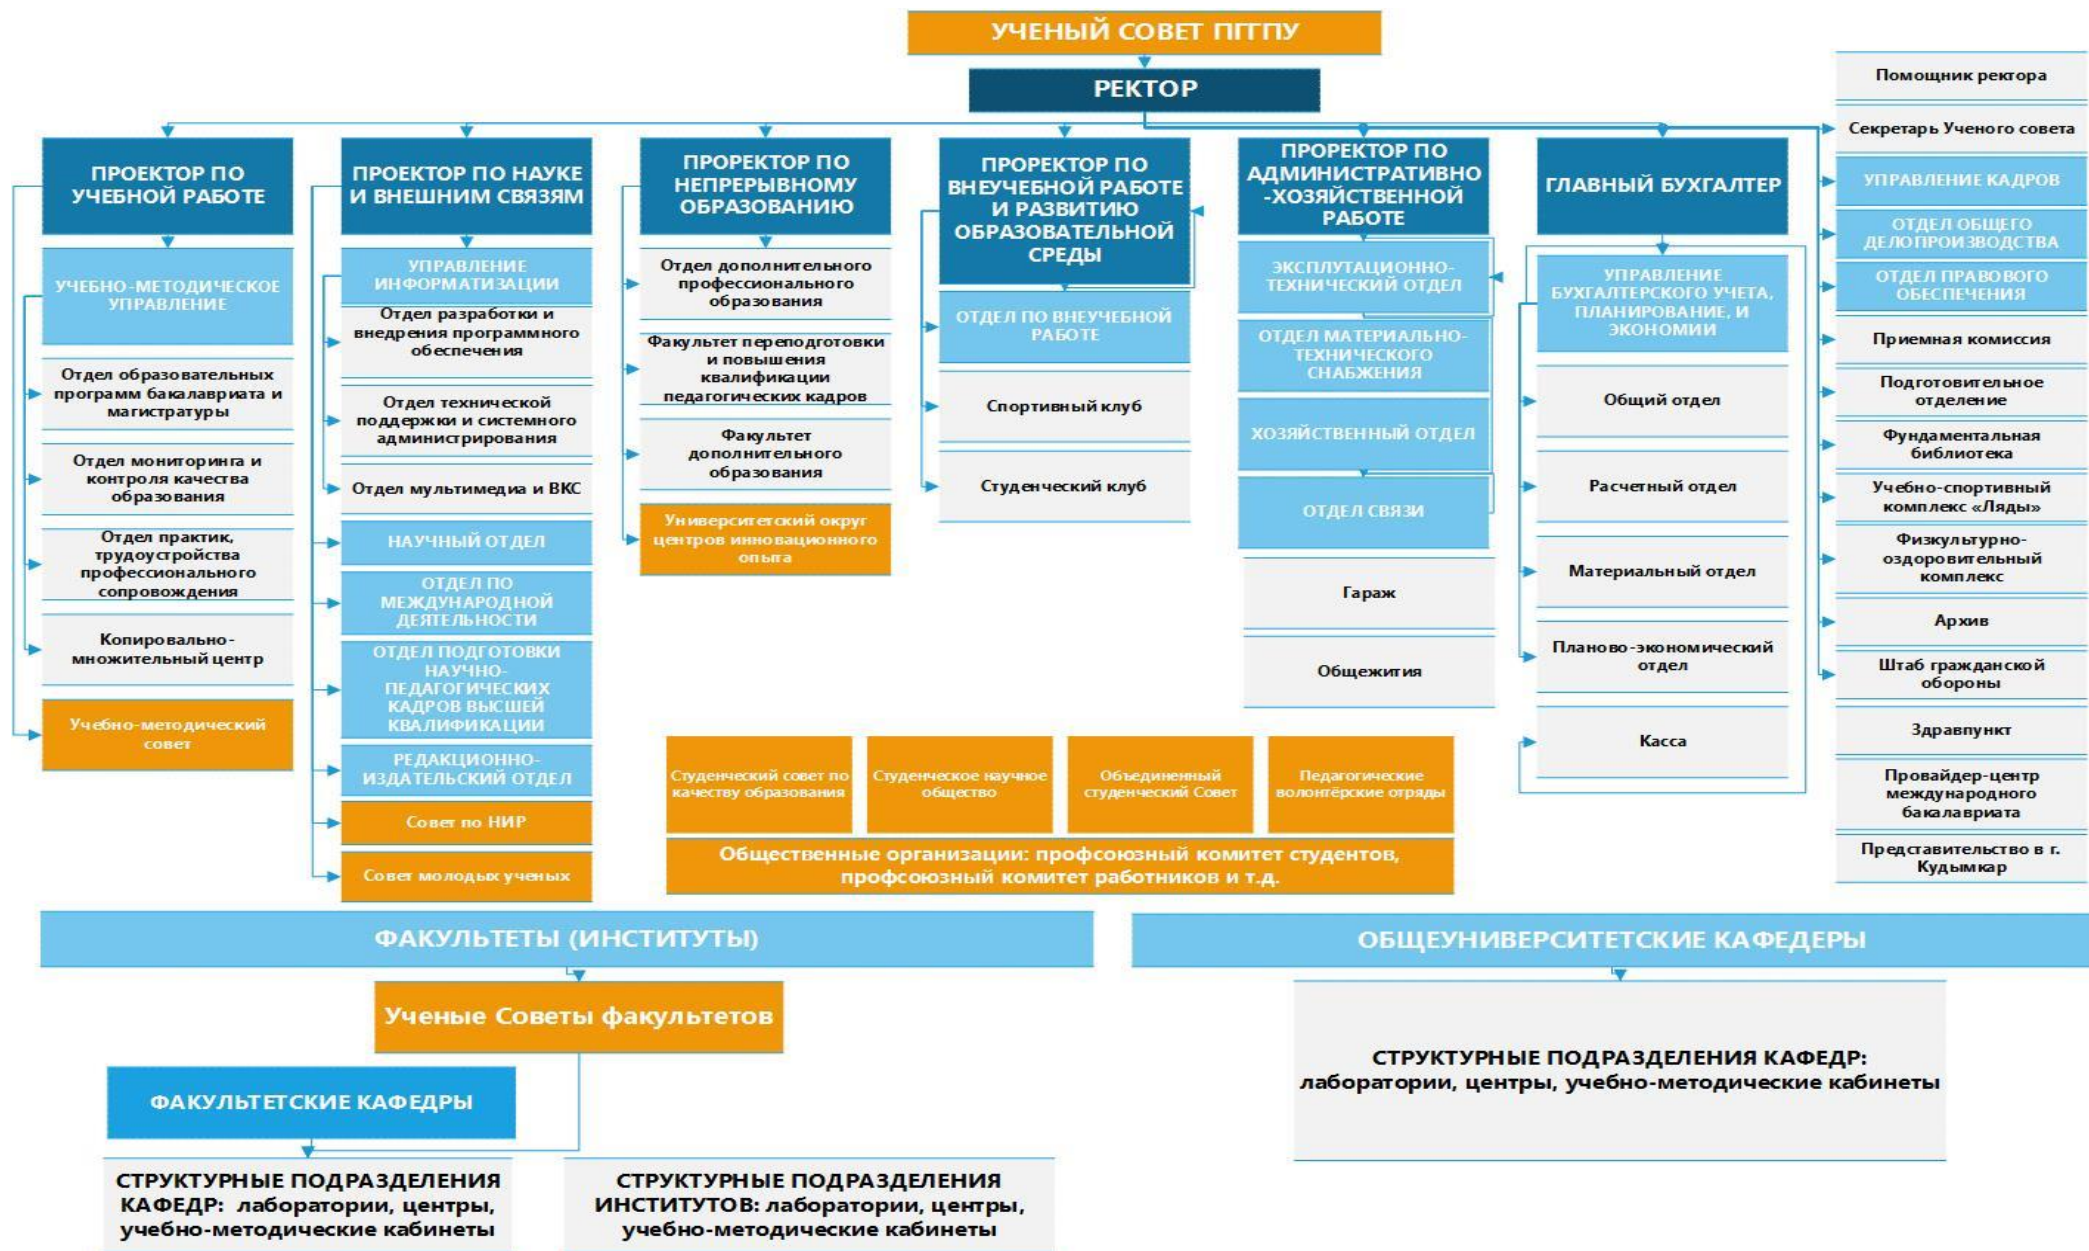 УЧЕНЫЙ СОВЕТ ПГГПУ
РЕКТОР
ПРОЕКТОР ПО
УЧЕБНОЙ РАБОТЕ
УЧЕБНО-МЕТОДИЧЕСКОЕ
УПРАВЛЕНИЕ
Отдел образовательных
программ бакалавриата и
магистратуры
Отдел мониторинга и
контроля качества
образования
Отдел практик,
трудоустройства
профессионального
сопровождения
Копировально-
множительный центр
Учебно-методический
совет
ПРОЕКТОР ПО НАУКЕ
И ВНЕШНИМ СВЯЗЯМ
УПРАВЛЕНИЕ
ИНФОРМАТИЗАЦИИ
Отдел разработки и
внедрения программного
обеспечения
Отдел технической
поддержки и системного
администрирования
Отдел мультимедиа и ВКС
НАУЧНЫЙ ОТДЕЛ
ОТДЕЛ ПО
МЕЖДУНАРОДНОЙ
ДЕЯТЕЛЬНОСТИ
ОТДЕЛ ПОДГОТОВКИ
НАУЧНО-
ПЕДАГОГИЧЕСКИХ
КАДРОВ ВЫСШЕЙ
КВАЛИФИКАЦИИ
РЕДАКЦИОННО-
ИЗДАТЕЛЬСКИЙ ОТДЕЛ
Совет по НИР
Совет молодых ученых
ПРОРЕКТОР ПО
НЕПРЕРЫВНОМУ
ОБРАЗОВАНИЮ
Отдел дополнительного
профессионального
образования
Факультет переподготовки
и повышения
квалификации
педагогических кадров
Факультет
дополнительного
образования
Университетский округ
центров инновационного
опыта
ПРОРЕКТОР ПО
ВНЕУЧЕБНОЙ РАБОТЕ
И РАЗВИТИЮ
ОБРАЗОВАТЕЛЬНОЙ
СРЕДЫ
ОТДЕЛ ПО ВНЕУЧЕБНОЙ
РАБОТЕ
Спортивный клуб
Студенческий клуб
ПРОРЕКТОР ПО
АДМИНИСТРАТИВНО
-ХОЗЯЙСТВЕННОЙ
РАБОТЕ
ЭКСПЛУТАЦИОННО-
ТЕХНИЧЕСКИЙ ОТДЕЛ
ОТДЕЛ МАТЕРИАЛЬНО-
ТЕХНИЧЕСКОГО
СНАБЖЕНИЯ
ХОЗЯЙСТВЕННЫЙ ОТДЕЛ
ОТДЕЛ СВЯЗИ
Гараж
Общежития
ГЛАВНЫЙ БУХГАЛТЕР
УПРАВЛЕНИЕ
БУХГАЛТЕРСКОГО УЧЕТА,
ПЛАНИРОВАНИЕ, И
ЭКОНОМИИ
Общий отдел
Расчетный отдел
Материальный отдел
Планово-экономический
отдел
Касса
Помощник ректора
Секретарь Ученого совета
УПРАВЛЕНИЕ КАДРОВ
ОТДЕЛ ОБЩЕГО
ДЕЛОПРОИЗВОДСТВА
ОТДЕЛ ПРАВОВОГО
ОБЕСПЕЧЕНИЯ
Приемная комиссия
Подготовительное
отделение
Фундаментальная
библиотека
Учебно-спортивный
комплекс «Ляды»
Физкультурно-
оздоровительный
комплекс
Архив
Штаб гражданской
обороны
Здравпункт
Провайдер-центр
международного
бакалавриата
Представительство в г.
Кудымкар
Студенческий совет по
качеству образования
Студенческое научное
общество
Объединенный
студенческий Совет
Педагогические
волонтёрские отряды
Общественные организации: профсоюзный комитет студентов,
профсоюзный комитет работников и т.д.
ФАКУЛЬТЕТЫ (ИНСТИТУТЫ)
Ученые Советы факультетов
ФАКУЛЬТЕТСКИЕ КАФЕДРЫ
СТРУКТУРНЫЕ ПОДРАЗДЕЛЕНИЯ
КАФЕДР: лаборатории, центры,
учебно-методические кабинеты
СТРУКТУРНЫЕ ПОДРАЗДЕЛЕНИЯ
ИНСТИТУТОВ: лаборатории, центры,
учебно-методические кабинеты
ОБЩЕУНИВЕРСИТЕТСКИЕ КАФЕДЕРЫ
СТРУКТУРНЫЕ ПОДРАЗДЕЛЕНИЯ КАФЕДР:
лаборатории, центры, учебно-методические кабинеты